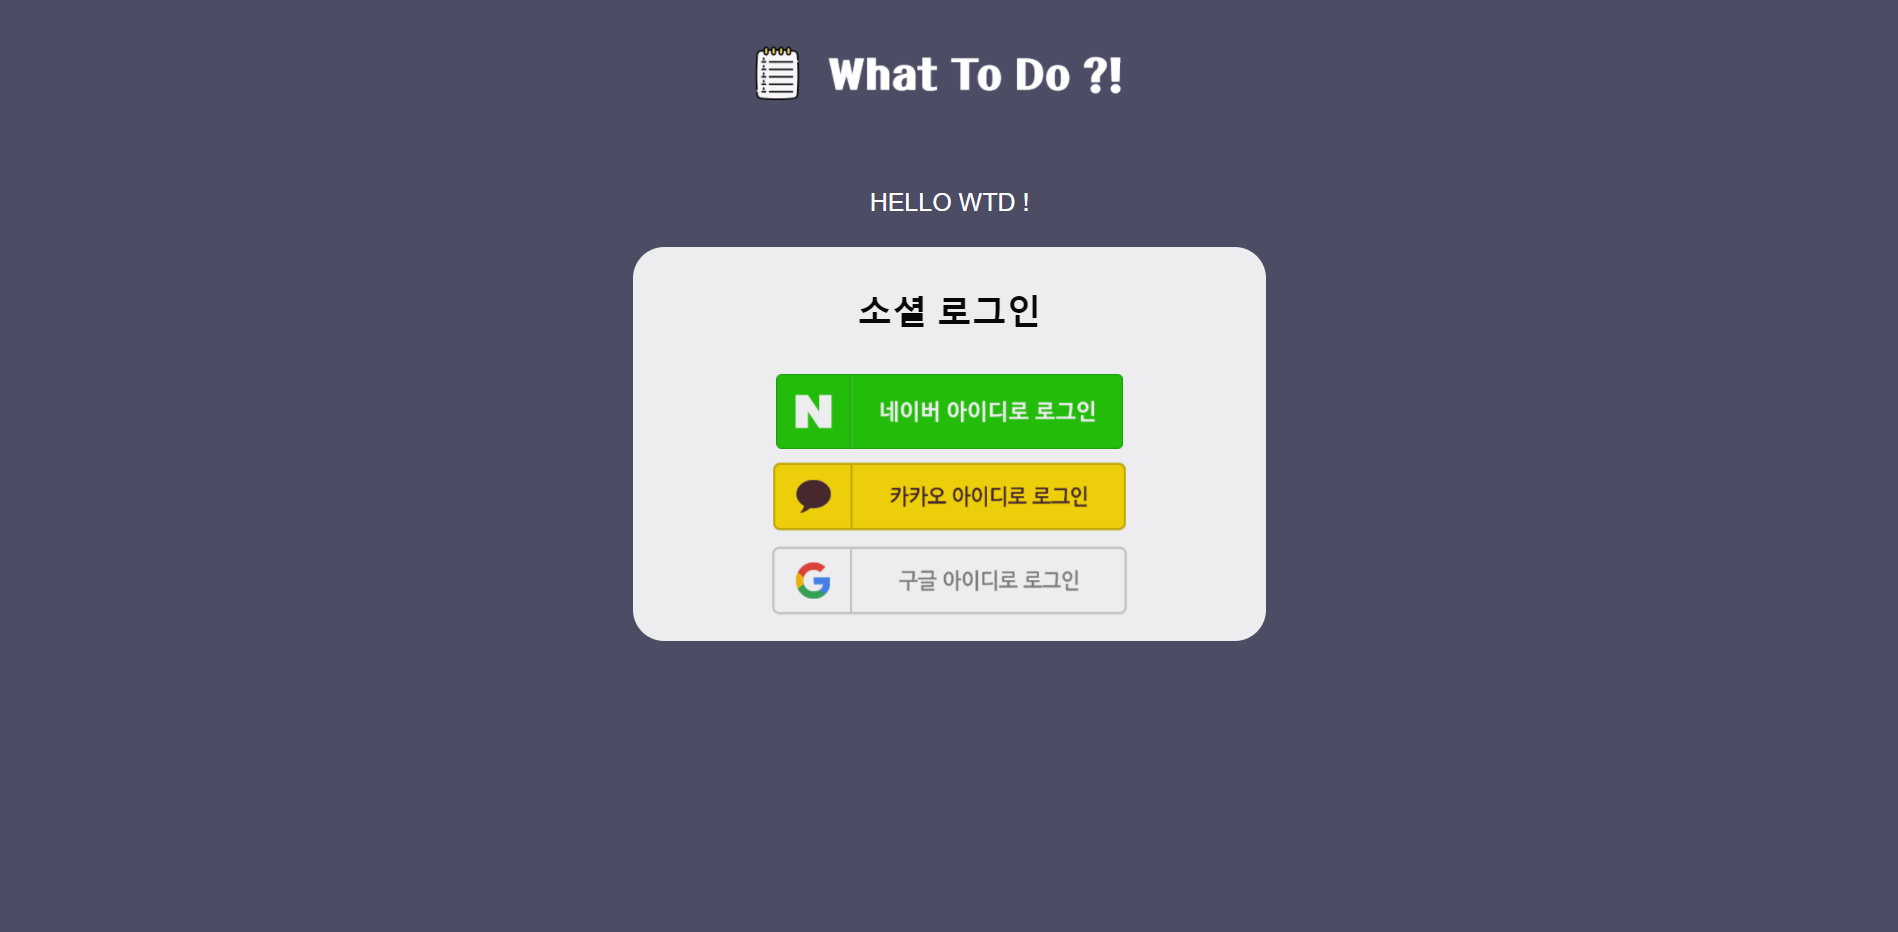 What To Do ?!
HELLO WTD !
소셜 로그인
네이버 아이디로 로그인
카카오 아이디로 로그인
구글 아이디로 로그인